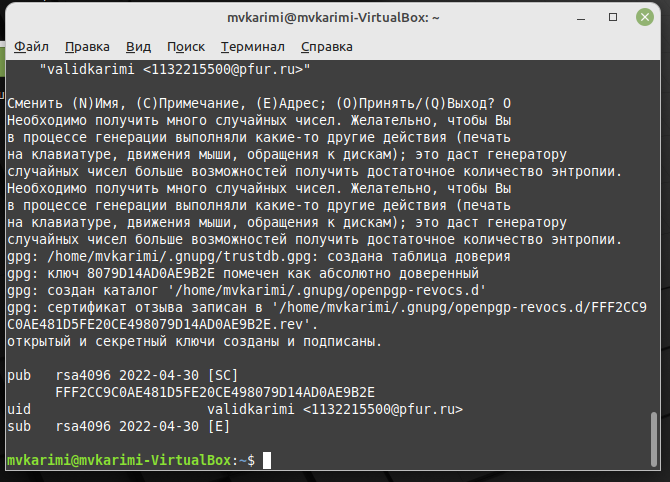 mvkarimi@mvkarimi-VirtualBox: ~
Файл Правка Вид Поиск Терминал Справка
"validkarimi <1132215500@pfur.ru>"
Сменить (N)Имя, (C)Примечание, (E)Адрес; (O)Принять/(Q)Выход? O
Необходимо получить много случайных чисел. Желательно, чтобы Вы
в процессе генерации выполняли какие-то другие действия (печать
на клавиатуре, движения мыши, обращения к дискам); это даст генератору
случайных чисел больше возможностей получить достаточное количество энтропии.
Необходимо получить много случайных чисел. Желательно, чтобы Вы
в процессе генерации выполняли какие-то другие действия (печать
на клавиатуре, движения мыши, обращения к дискам); это даст генератору
случайных чисел больше возможностей получить достаточное количество энтропии.
gpg: /home/mvkarimi/.gnupg/trustdb.gpg: создана таблица доверия
gpg: ключ 8079D14AD0AE9B2E помечен как абсолютно доверенный
gpg: создан каталог '/home/mvkarimi/.gnupg/openpgp-revocs.d'
gpg: сертификат отзыва записан в '/home/mvkarimi/.gnupg/openpgp-revocs.d/FFF2CC9
C0AE481D5FE20CE498079D14AD0AE9B2E.rev'.
открытый и секретный ключи созданы и подписаны.
pub   rsa4096 2022-04-30 [SC]
FFF2CC9C0AE481D5FE20CE498079D14AD0AE9B2E
uid                      validkarimi <1132215500@pfur.ru>
sub   rsa4096 2022-04-30 [E]
mvkarimi@mvkarimi-VirtualBox:~$